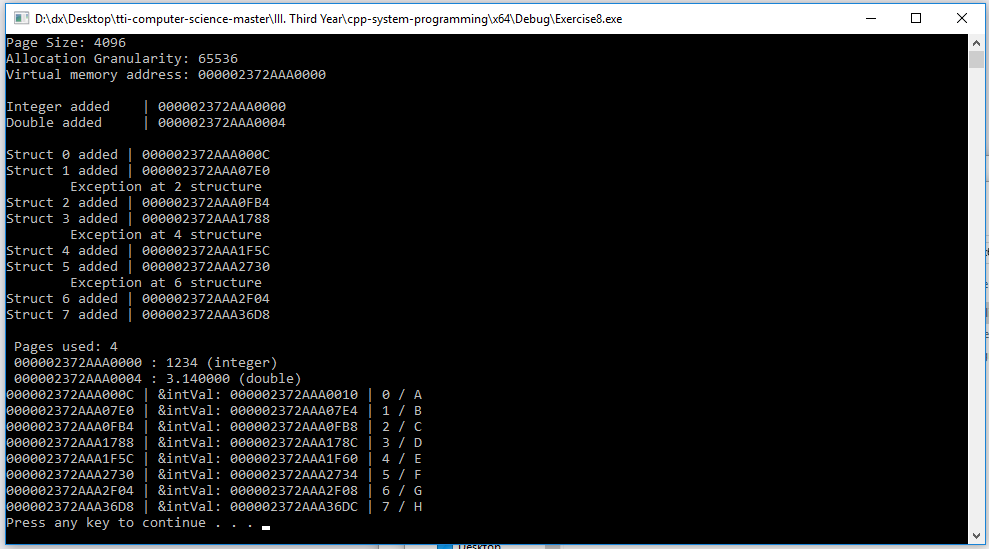 D:\dx\Desktop\tti-computer-science-master\III. Third Year\cpp-system-programming\x64\Debug\Exercise8.exe
Page Size: 4096
Allocation Granularity: 65536
Virtual memory address: 000002372AAA0000
Integer added    | 000002372AAA0000
Double added     | 000002372AAA0004
Struct 0 added | 000002372AAA000C
Struct 1 added | 000002372AAA07E0
Exception at 2 structure
Struct 2 added | 000002372AAA0FB4
Struct 3 added | 000002372AAA1788
Exception at 4 structure
Struct 4 added | 000002372AAA1F5C
Struct 5 added | 000002372AAA2730
Exception at 6 structure
Struct 6 added | 000002372AAA2F04
Struct 7 added | 000002372AAA36D8
Pages used: 4
000002372AAA0000 : 1234 (integer)
000002372AAA0004 : 3.140000 (double)
000002372AAA000C | &intVal: 000002372AAA0010 | 0 / A
000002372AAA07E0 | &intVal: 000002372AAA07E4 | 1 / B
000002372AAA0FB4 | &intVal: 000002372AAA0FB8 | 2 / C
000002372AAA1788 | &intVal: 000002372AAA178C | 3 / D
000002372AAA1F5C | &intVal: 000002372AAA1F60 | 4 / E
000002372AAA2730 | &intVal: 000002372AAA2734 | 5 / F
000002372AAA2F04 | &intVal: 000002372AAA2F08 | 6 / G
000002372AAA36D8 | &intVal: 000002372AAA36DC | 7 / H
Press any key to continue . . .
Desktop